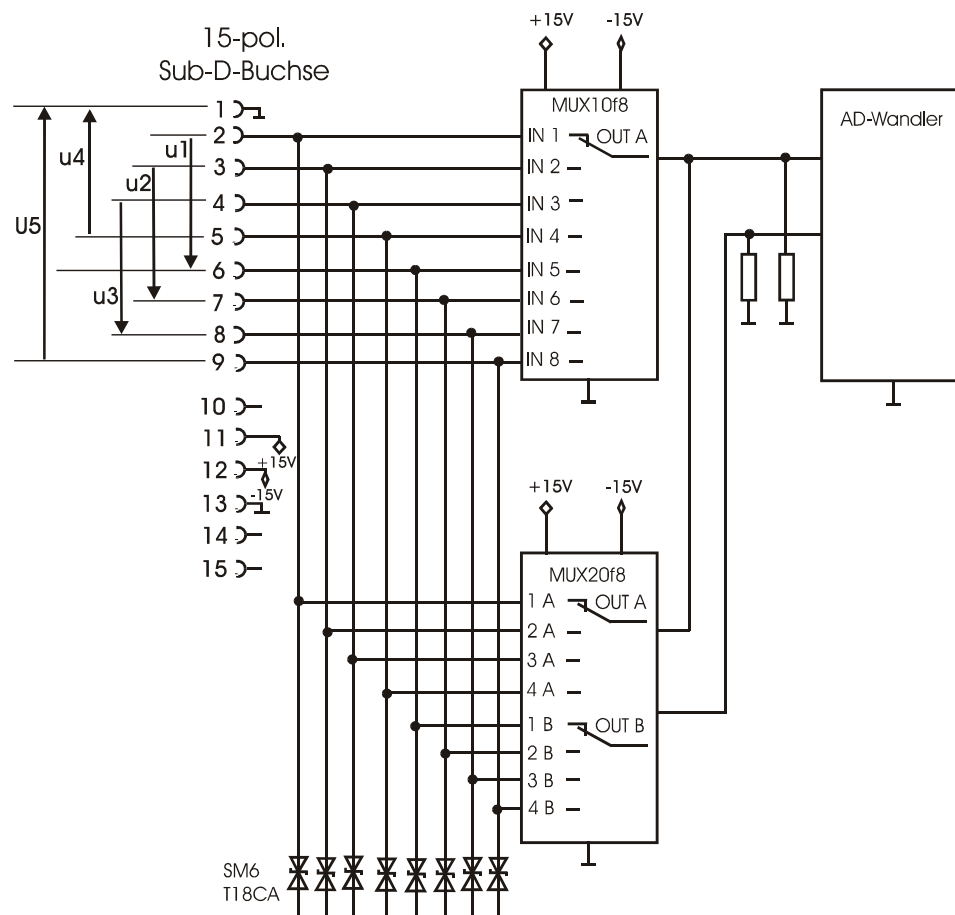 15-pol.
Sub-D-Buchse
1
2
3
4
5
6
7
8
9
10
11
12
13
14
15
+15V
-15V
u1
u2
u3
u4
U5
+15V
-15V
MUX10f8
IN 1
OUT A
IN 2
IN 3
IN 4
IN 5
IN 6
IN 7
IN 8
AD-Wandler
+15V
-15V
MUX20f8
1 A
OUT A
2 A
3 A
4 A
1 B
OUT B
2 B
3 B
4 B
SM6
T18CA